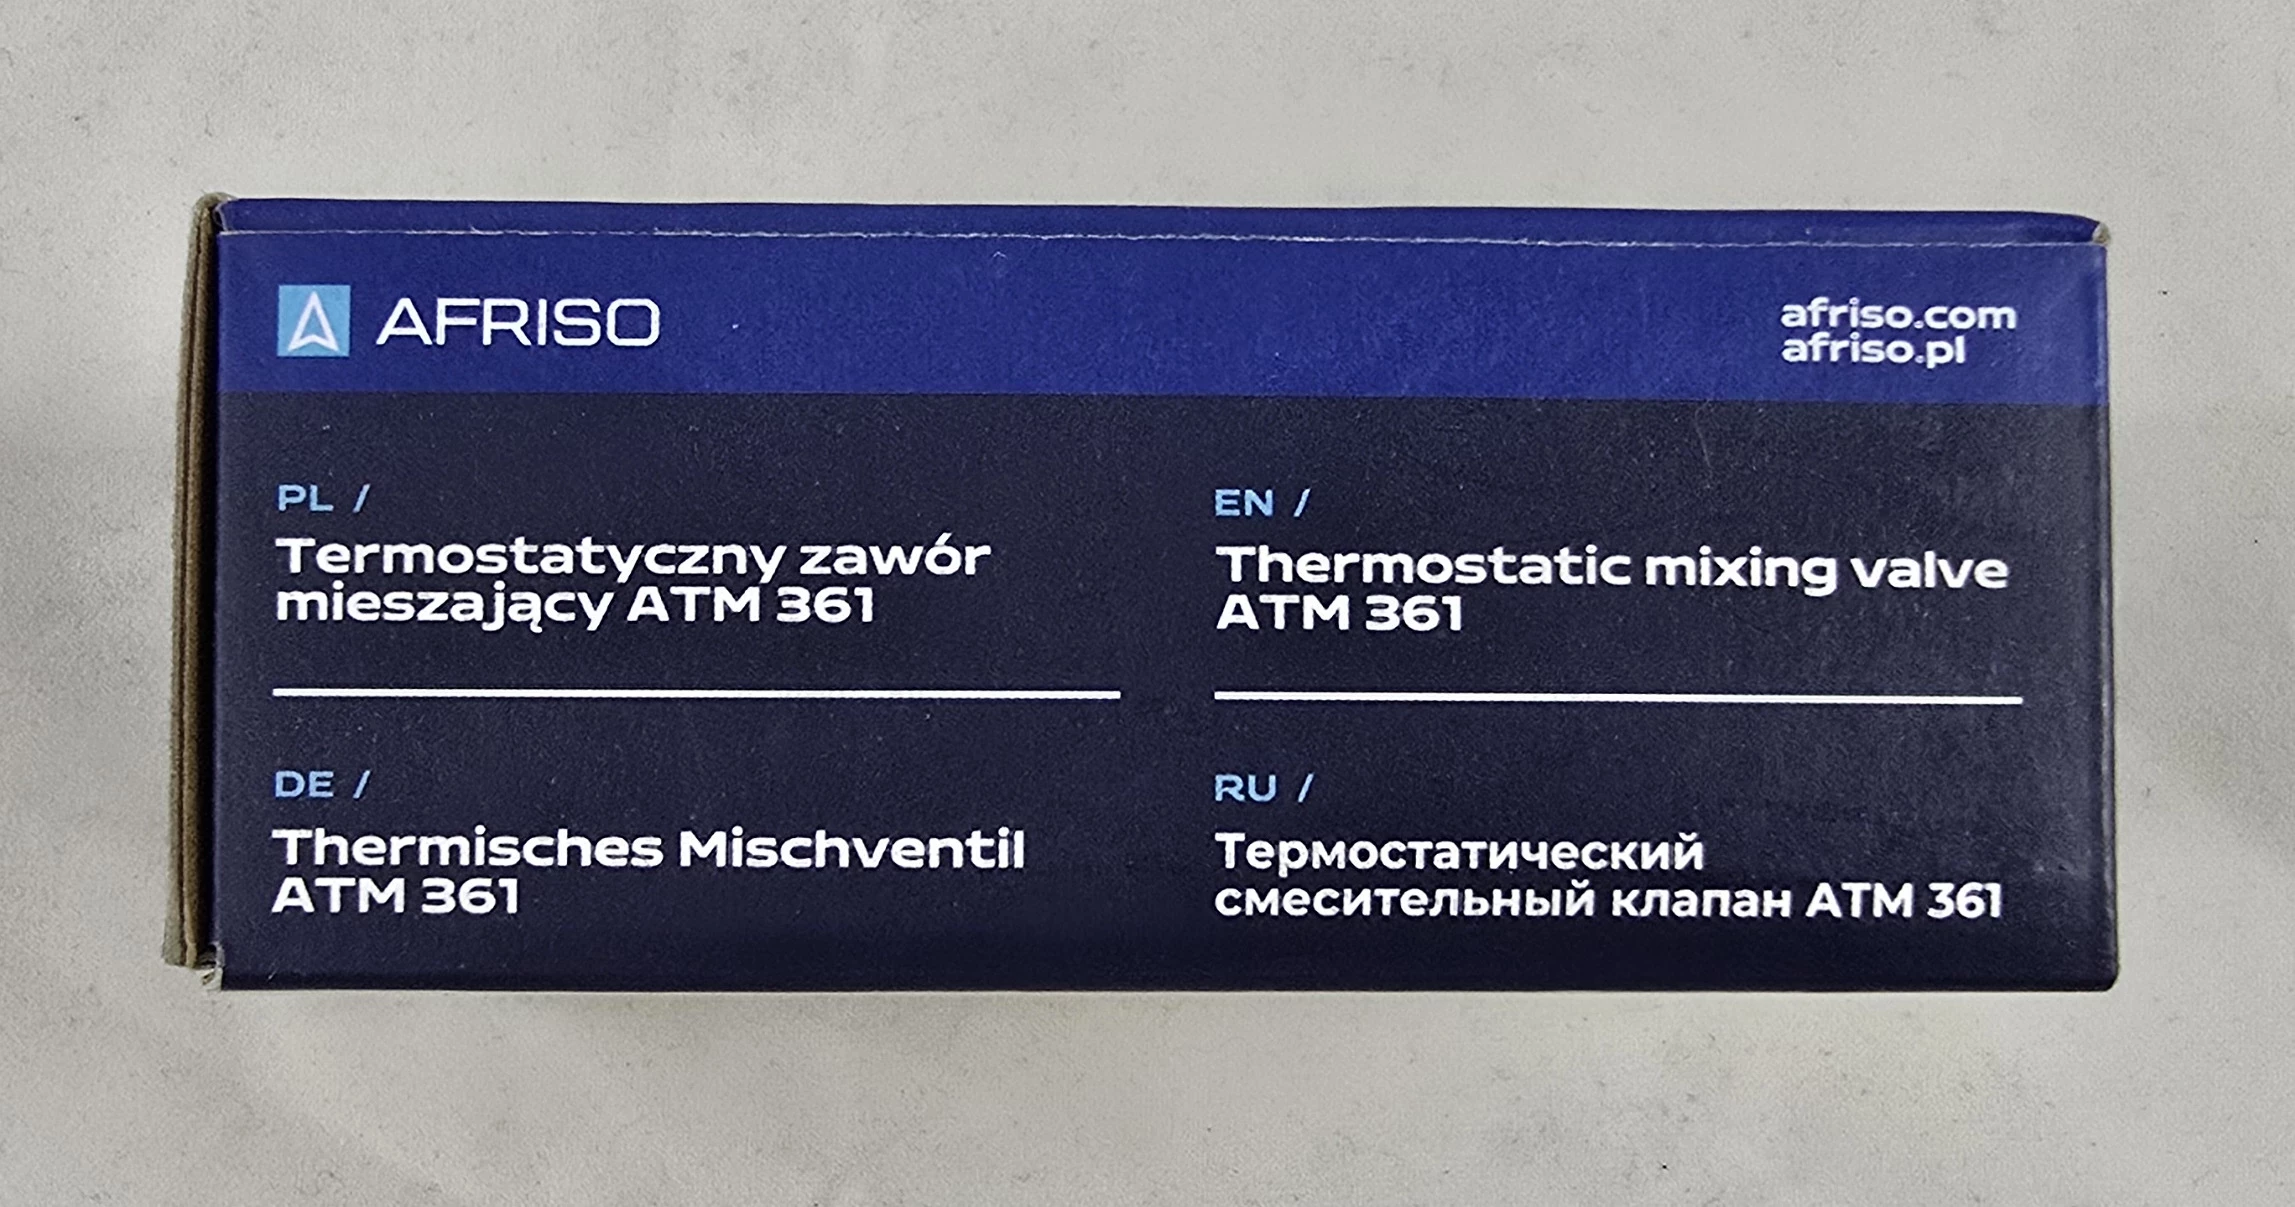 AFRISO
afriso.com
afriso.pl
PL /
Termostatyczny zawór
mieszający ATM 361
EN /
Thermostatic mixing valve
ATM 361
DE /
Thermisches Mischventil
ATM 361
RU /
Термостатический
смесительный клапан АТМ 361